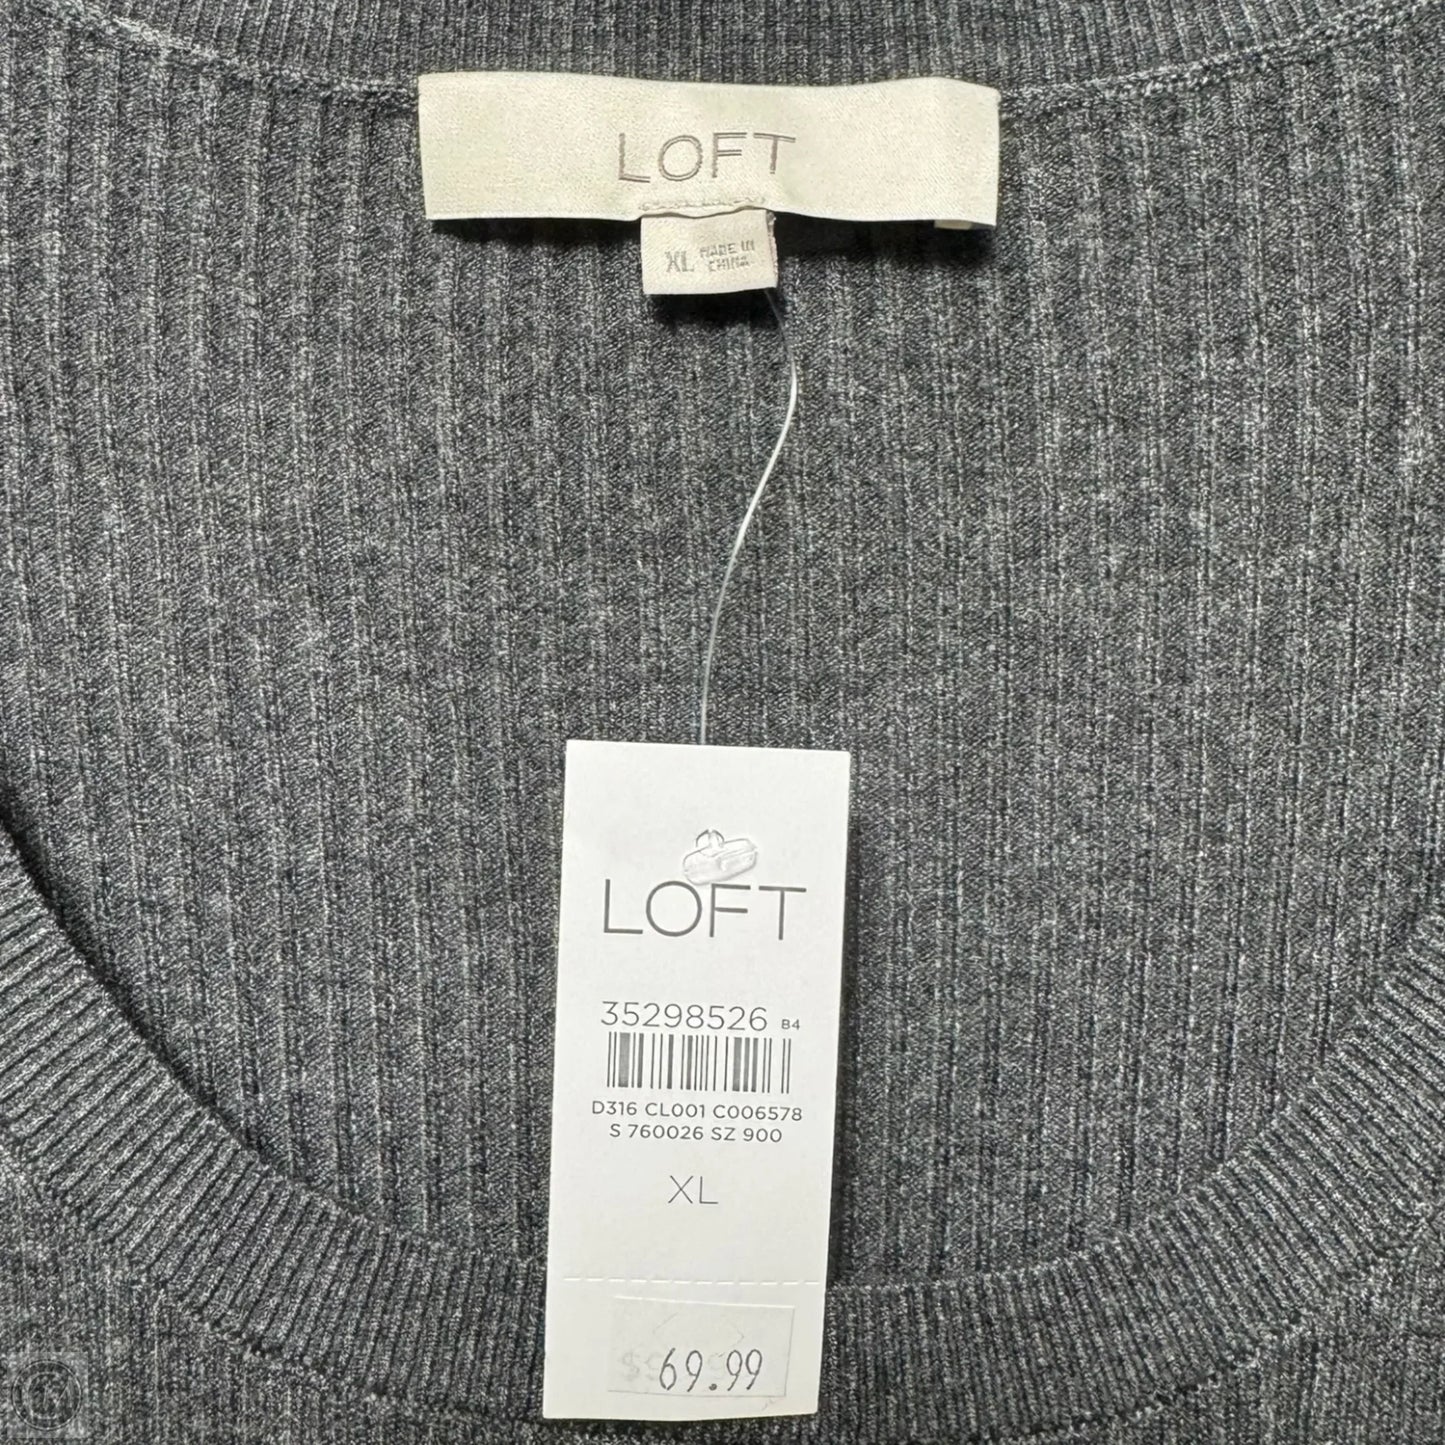 LOFT
XL MADE IN
CHINA
LOFT
35298526 B4
D316 CL001 C006578
S 760026 SZ 900
XL
69.99